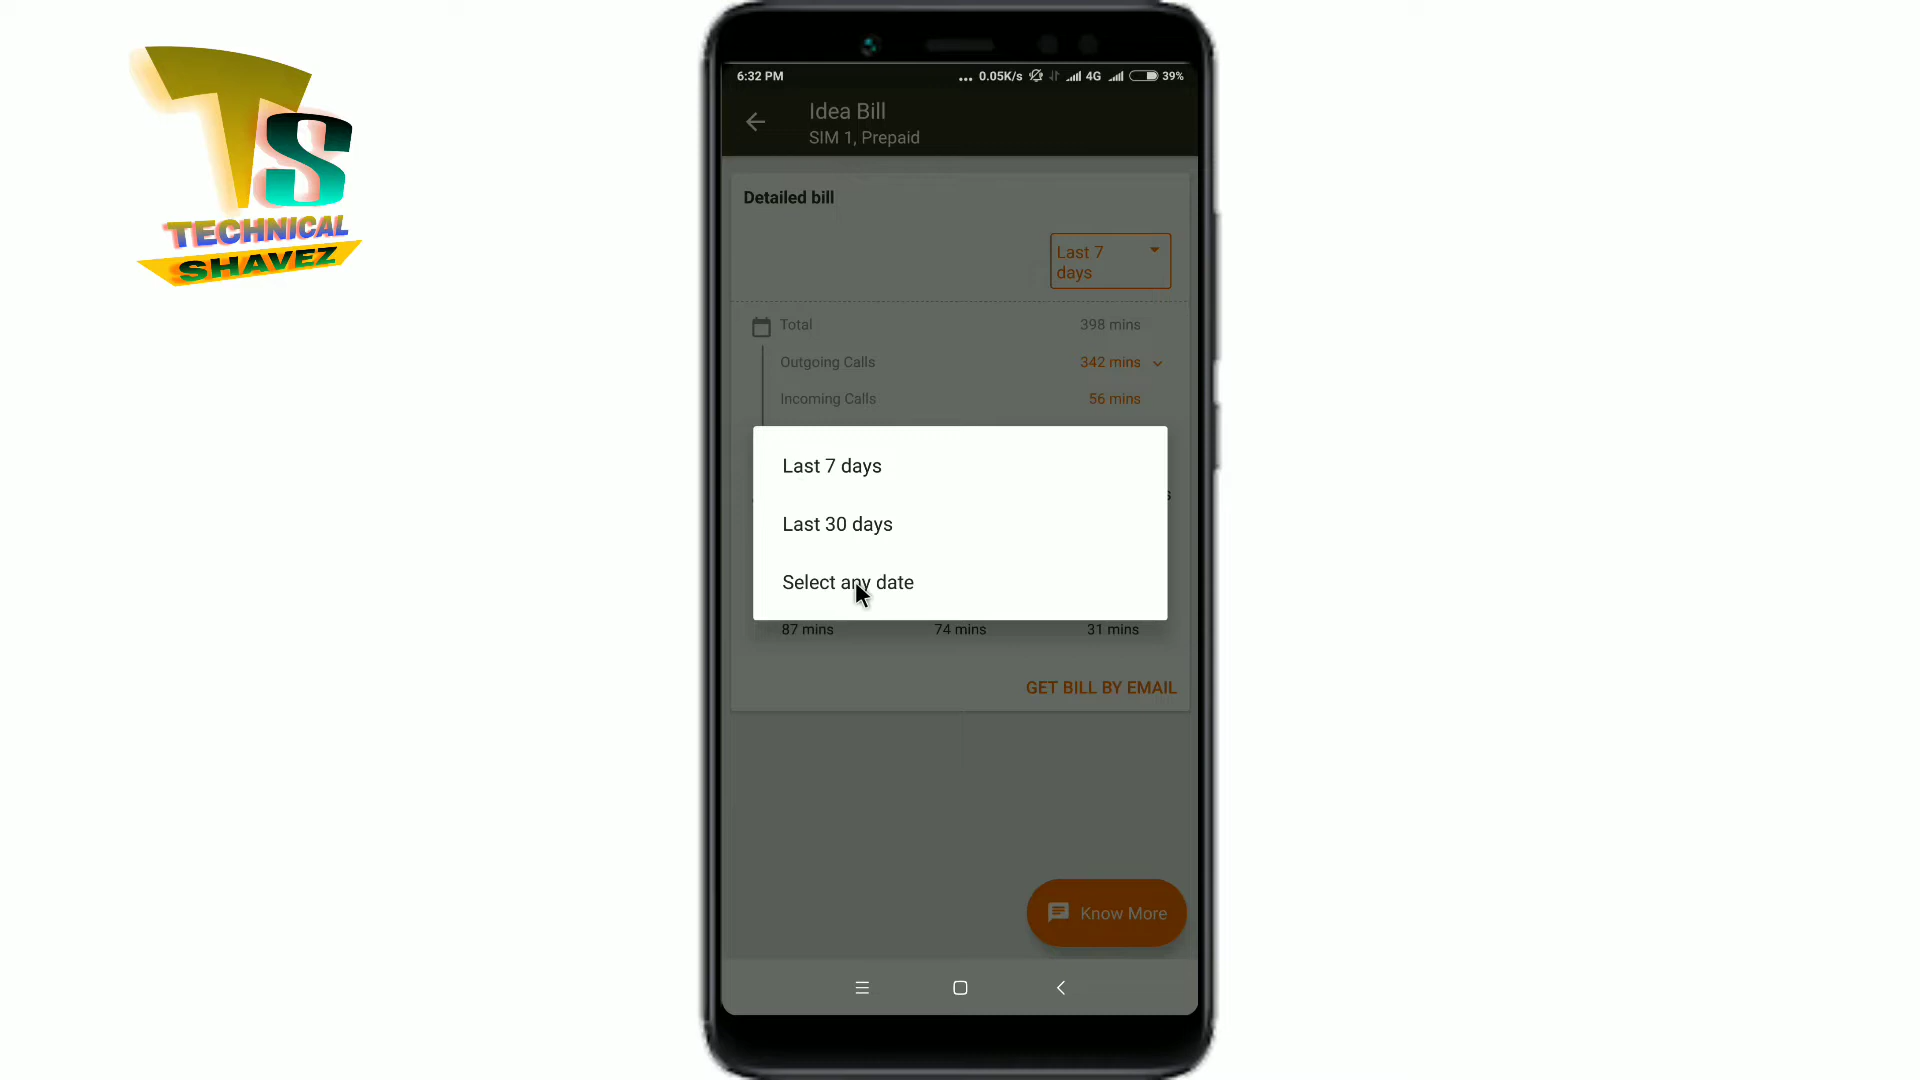 TS
TECHNICAL
SHAVEZ
6:32 PM
... 0.05K/s 4G 39%
Idea Bill
SIM 1, Prepaid
Detailed bill
Last 7
days
Total 398 mins
Outgoing Calls 342 mins
Incoming Calls 56 mins
Last 7 days
Last 30 days
Select any date
87 mins 74 mins 31 mins
GET BILL BY EMAIL
Know More